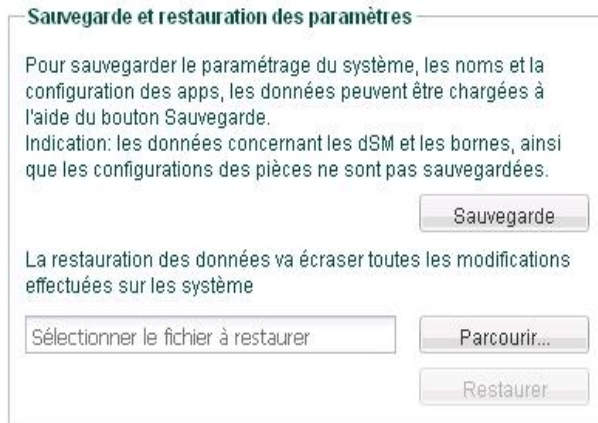 Sauvegarde et restauration des paramètres
Pour sauvegarder le paramétrage du système, les noms et la
configuration des apps, les données peuvent être chargées à
l'aide du bouton Sauvegarde.
Indication: les données concernant les dSM et les bornes, ainsi
que les configurations des pièces ne sont pas sauvegardées.
Sauvegarde
La restauration des données va écraser toutes les modifications
effectuées sur les système
Sélectionner le fichier à restaurer
Parcourir...
Restaurer